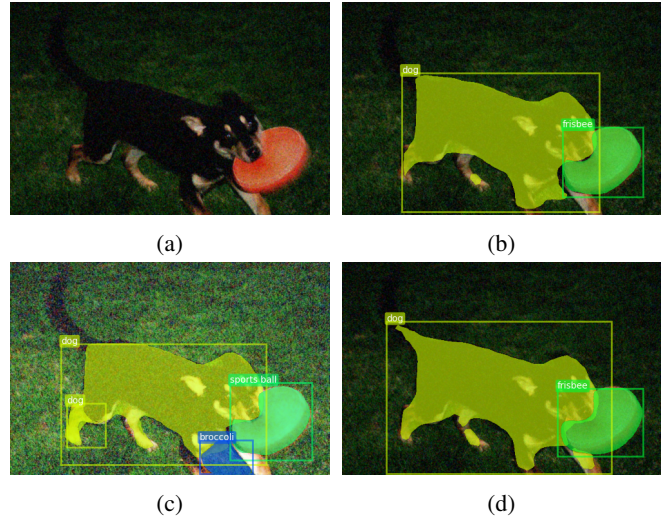 dog
frisbee
(a)
(b)
dog
sports ball
dog
broccoli
dog
frisbee
(c)
(d)